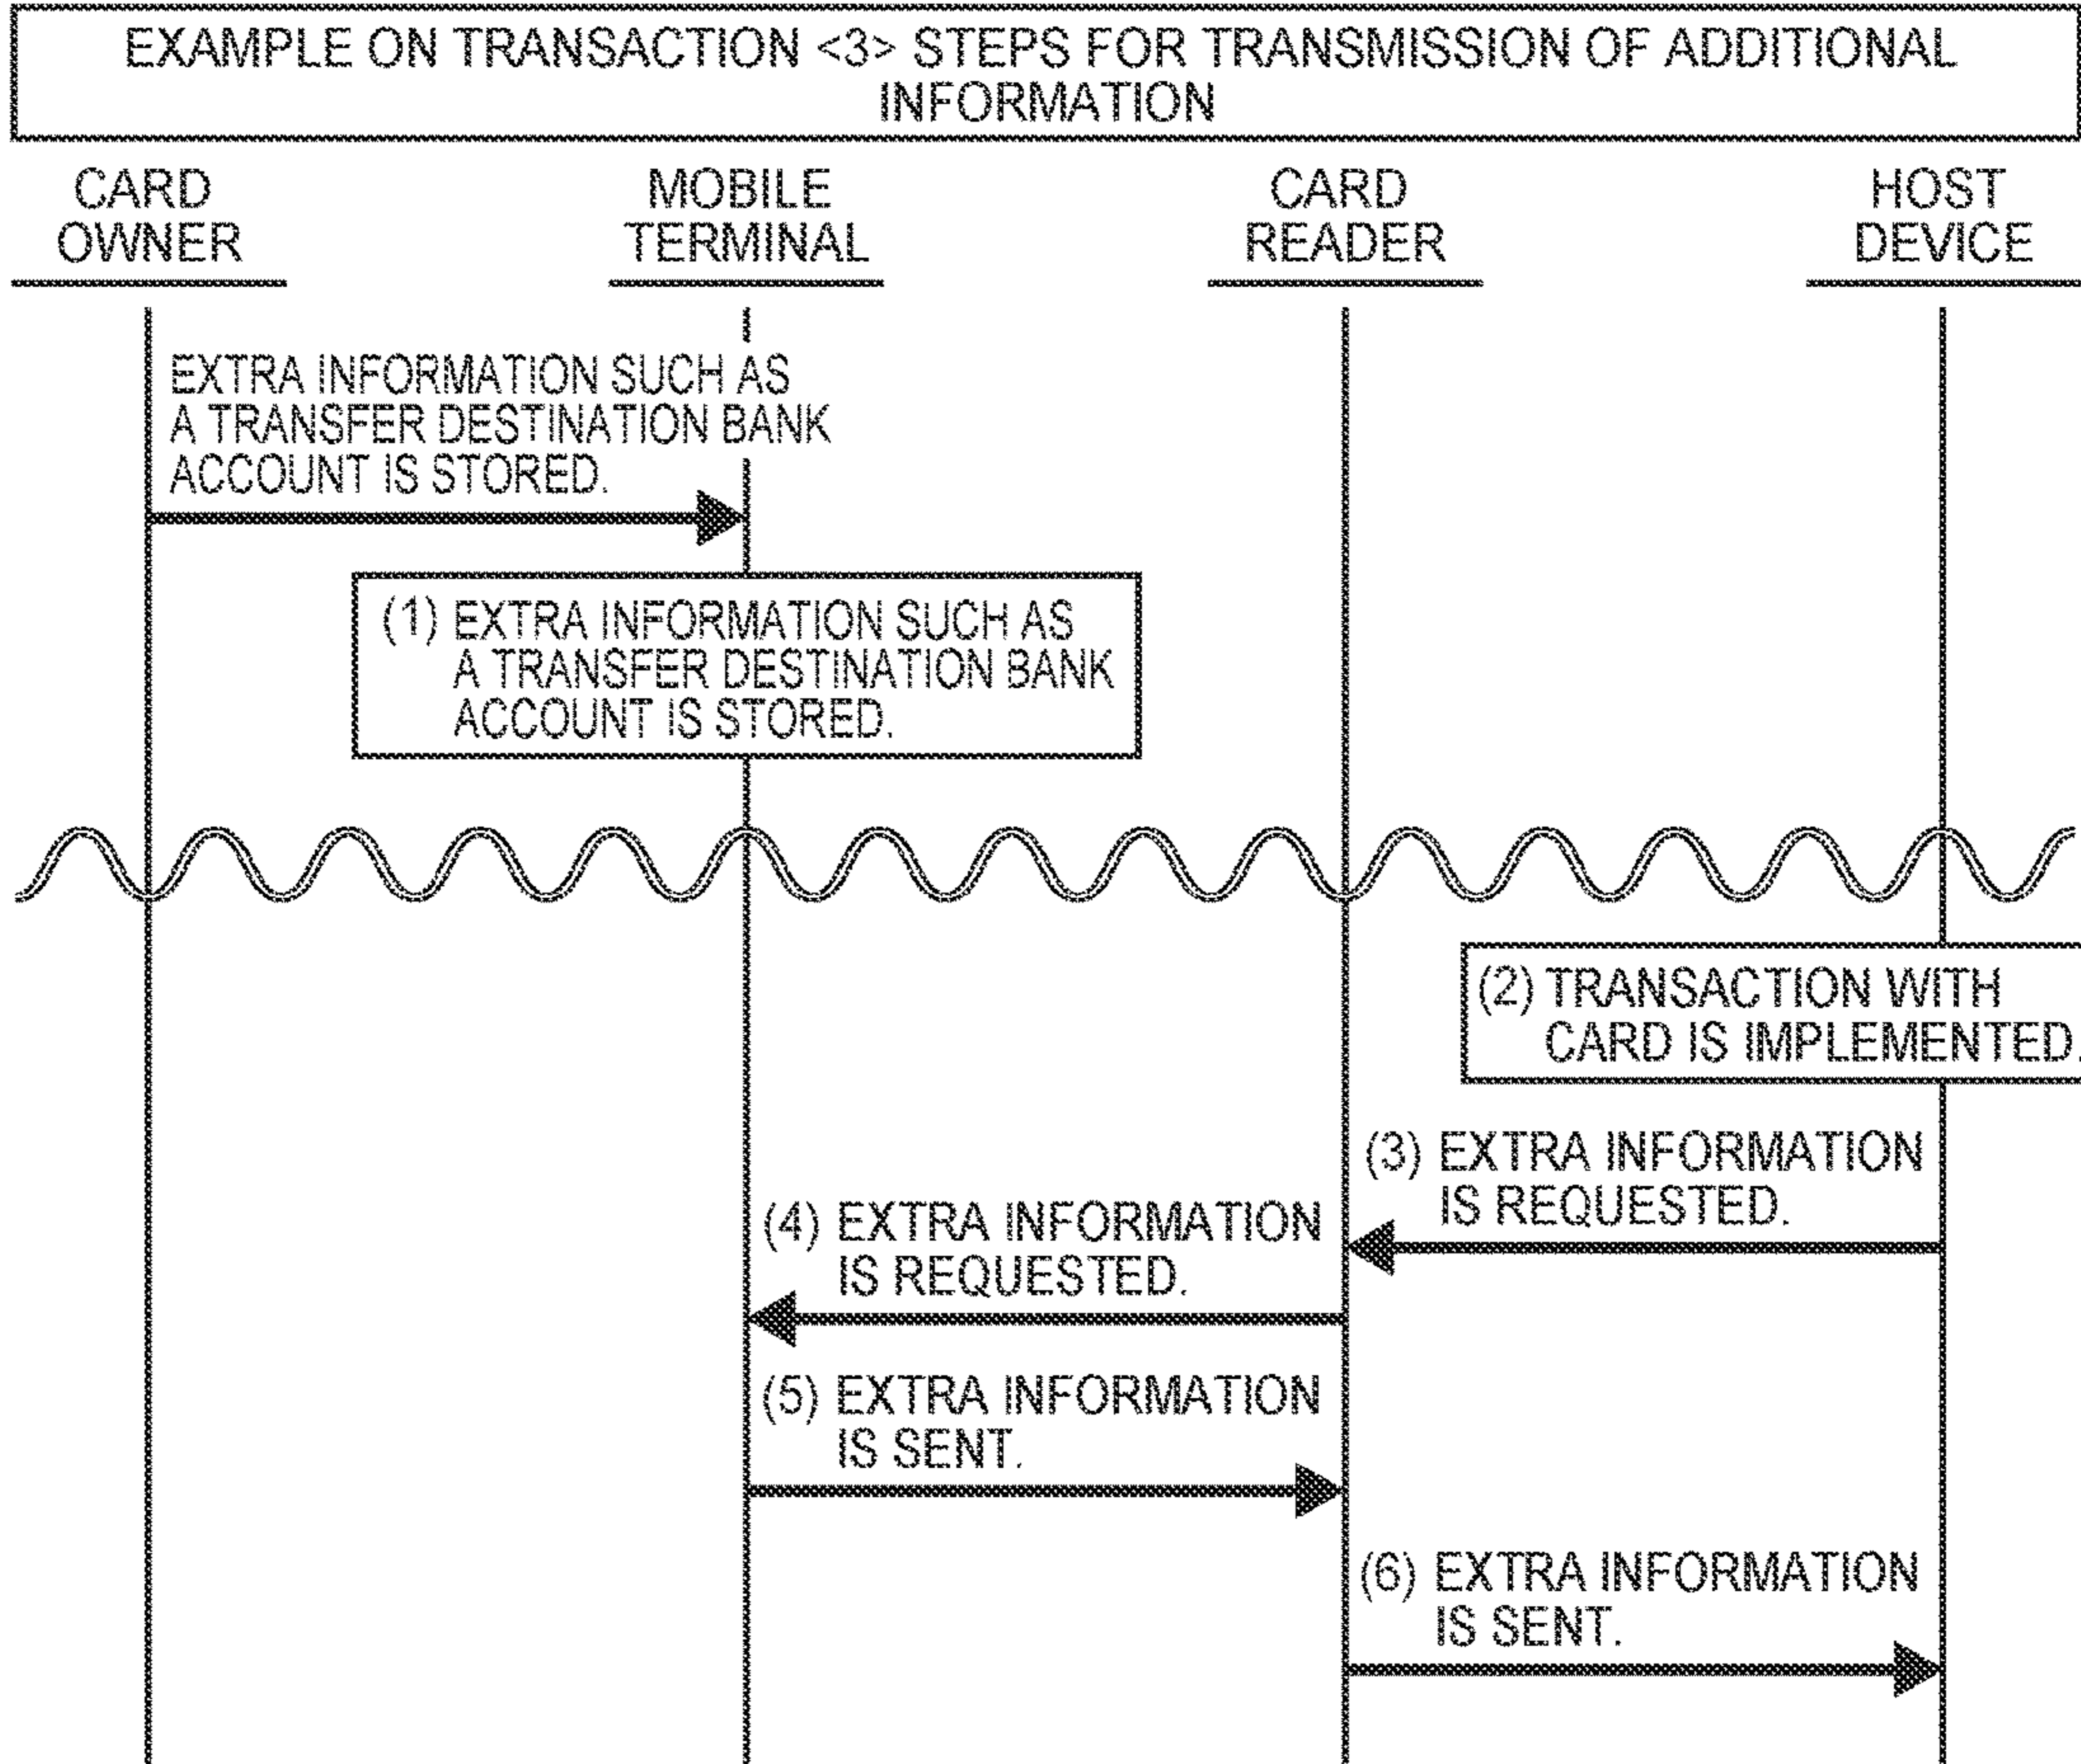 EXAMPLE ON TRANSACTION <3> STEPS FOR TRANSMISSION OF ADDITIONAL
INFORMATION
CARD
OWNER
MOBILE
TERMINAL
CARD
READER
HOST
DEVICE
EXTRA INFORMATION SUCH AS
A TRANSFER DESTINATION BANK
ACCOUNT IS STORED.
(1) EXTRA INFORMATION SUCH AS
A TRANSFER DESTINATION BANK
ACCOUNT IS STORED.
(2) TRANSACTION WITH
CARD IS IMPLEMENTED.
(3) EXTRA INFORMATION
IS REQUESTED.
(4) EXTRA INFORMATION
IS REQUESTED.
(5) EXTRA INFORMATION
IS SENT.
(6) EXTRA INFORMATION
IS SENT.